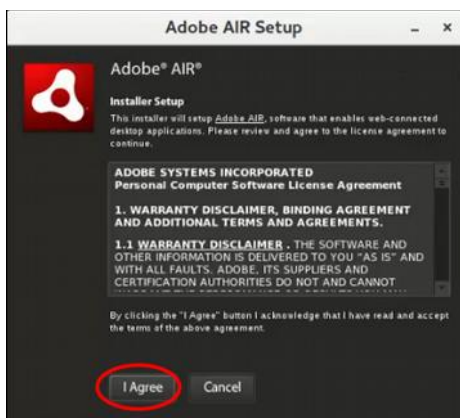 Adobe AIR Setup
Adobe® AIR®
Installer Setup
This installer will setup Adobe AIR, software that enables web-connected
desktop applications. Please review and agree to the license agreement to
continue.
ADOBE SYSTEMS INCORPORATED
Personal Computer Software License Agreement
1. WARRANTY DISCLAIMER, BINDING AGREEMENT
AND ADDITIONAL TERMS AND AGREEMENTS.
1.1 WARRANTY DISCLAIMER . THE SOFTWARE AND
OTHER INFORMATION IS DELIVERED TO YOU "AS IS" AND
WITH ALL FAULTS. ADOBE, ITS SUPPLIERS AND
CERTIFICATION AUTHORITIES DO NOT AND CANNOT
By clicking the "I Agree" button I acknowledge that I have read and accept
the terms of the above agreement.
I Agree Cancel